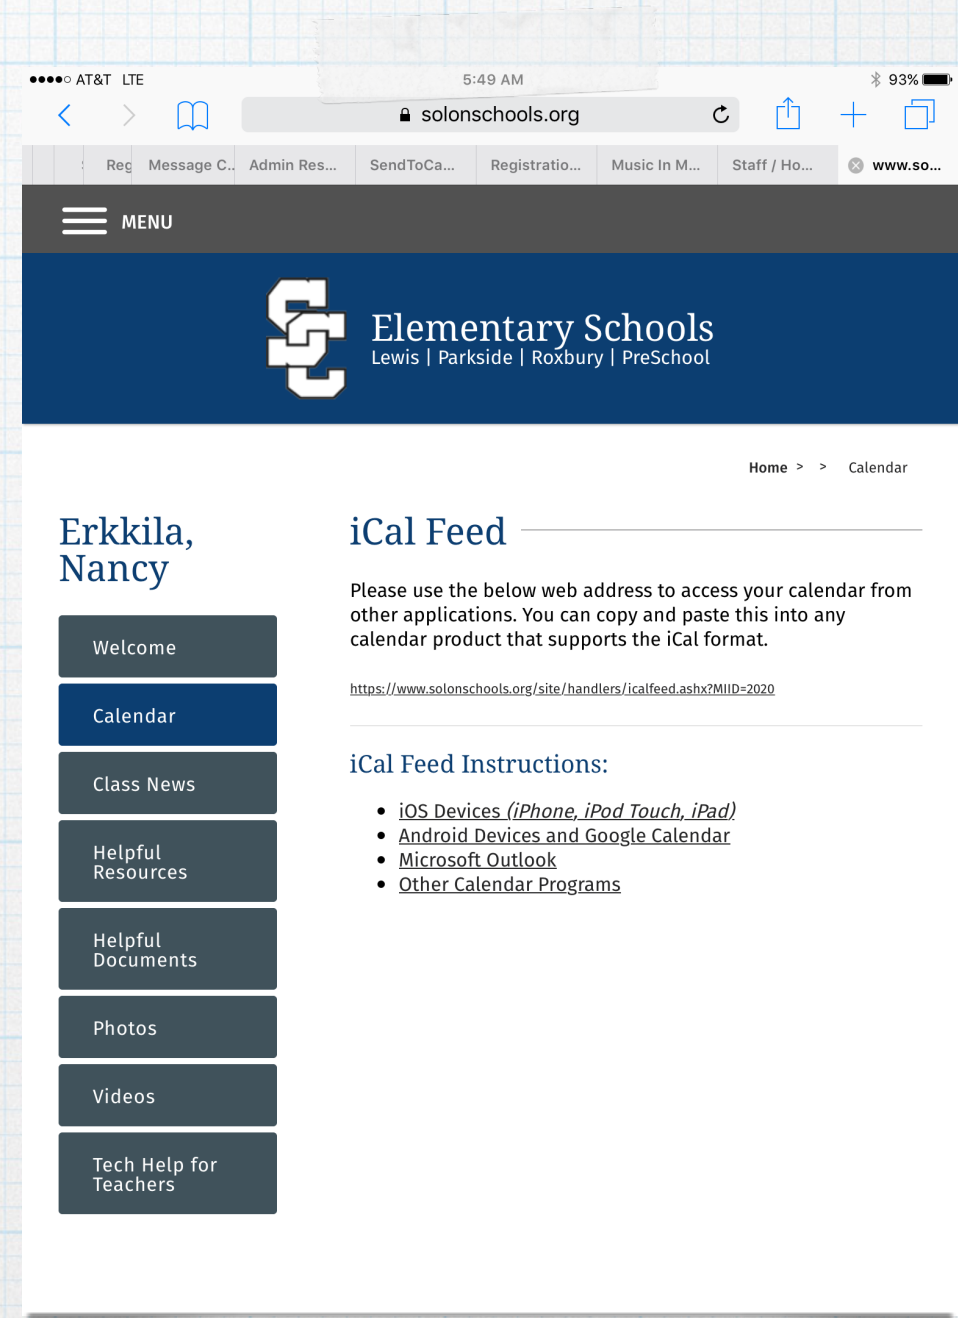 AT&T LTE 5:49 AM 93%
solonschools.org
Reg Message C.. Admin Res... SendToCa... Registratio... Music In M... Staff / Ho... www.so...
MENU
SC
Elementary Schools
Lewis | Parkside | Roxbury | PreSchool
Home > > Calendar
Erkkila,
Nancy
Welcome
Calendar
Class News
Helpful
Resources
Helpful
Documents
Photos
Videos
Tech Help for
Teachers
iCal Feed
Please use the below web address to access your calendar from
other applications. You can copy and paste this into any
calendar product that supports the iCal format.
https://www.solonschools.org/site/handlers/icalfeed.ashx?MIID=2020
iCal Feed Instructions:
• iOS Devices (iPhone, iPod Touch, iPad)
• Android Devices and Google Calendar
• Microsoft Outlook
• Other Calendar Programs